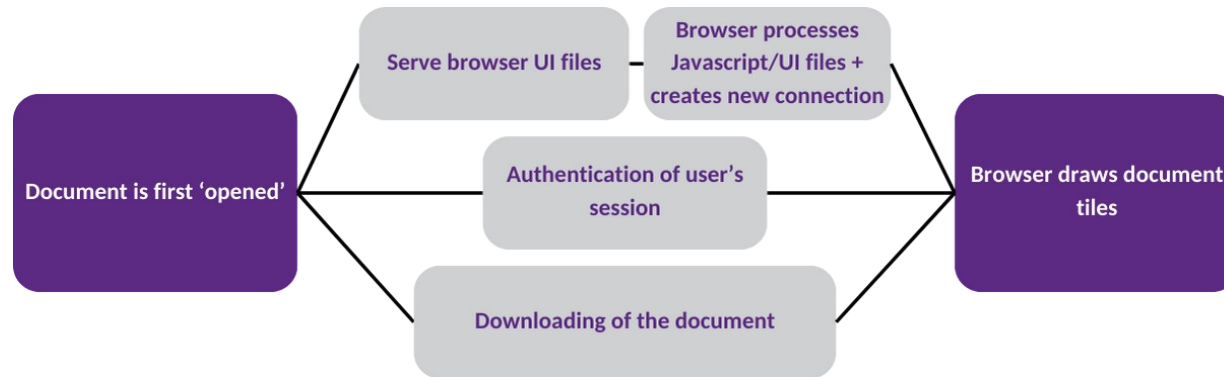 Document is first ‘opened’
Serve browser UI files
Browser processes
Javascript/UI files +
creates new connection
Authentication of user’s
session
Downloading of the document
Browser draws document
tiles